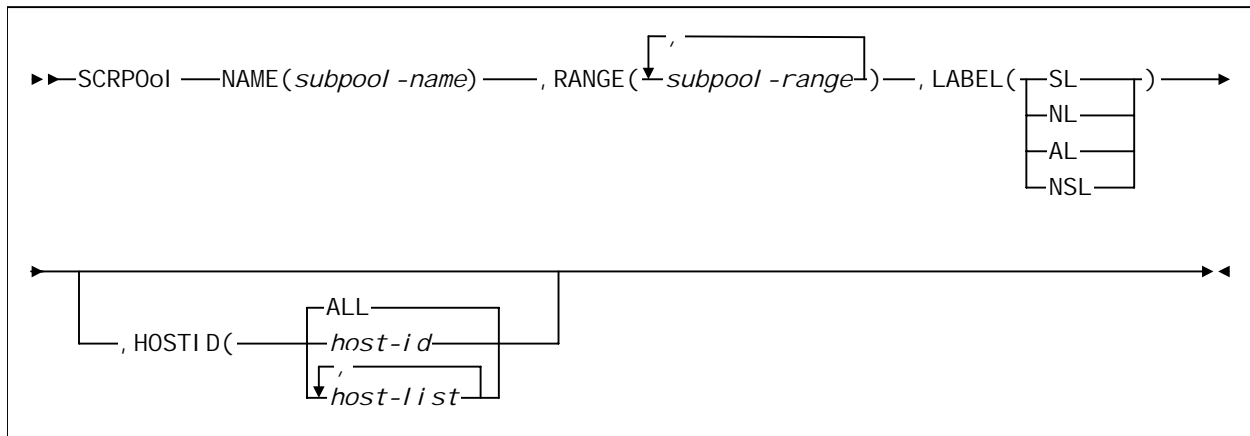 ,
SCRPOol NAME(subpool-name) ,RANGE( subpool-range ) ,LABEL( SL )
NL
AL
NSL
ALL
,HOSTID( host-id
,
host-list